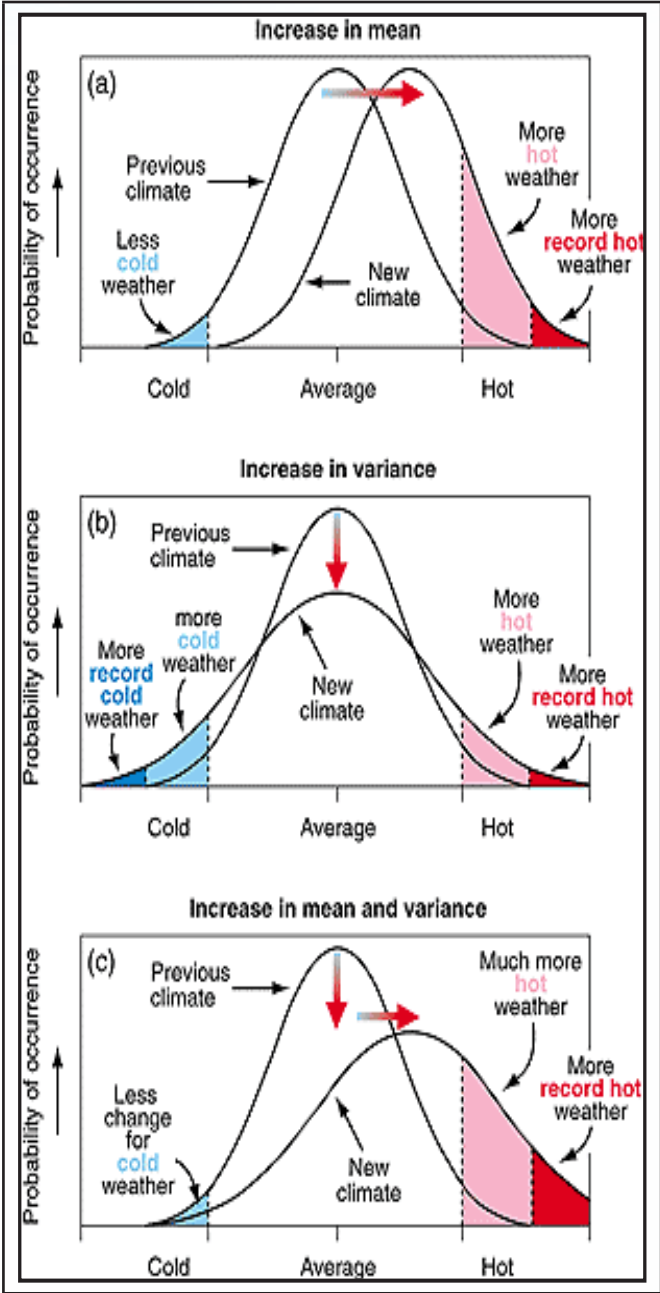 Increase in mean
(a)
Probability of occurrence
Previous
climate
Less
cold
weather
New
climate
More
hot
weather
More
record hot
weather
Cold Average Hot
Increase in variance
(b)
Probability of occurrence
Previous
climate
more
cold
weather
More
record
cold
weather
New
climate
More
hot
weather
More
record hot
weather
Cold Average Hot
Increase in mean and variance
(c)
Probability of occurrence
Previous
climate
Less
change
for
cold
weather
New
climate
Much more
hot
weather
More
record hot
weather
Cold Average Hot